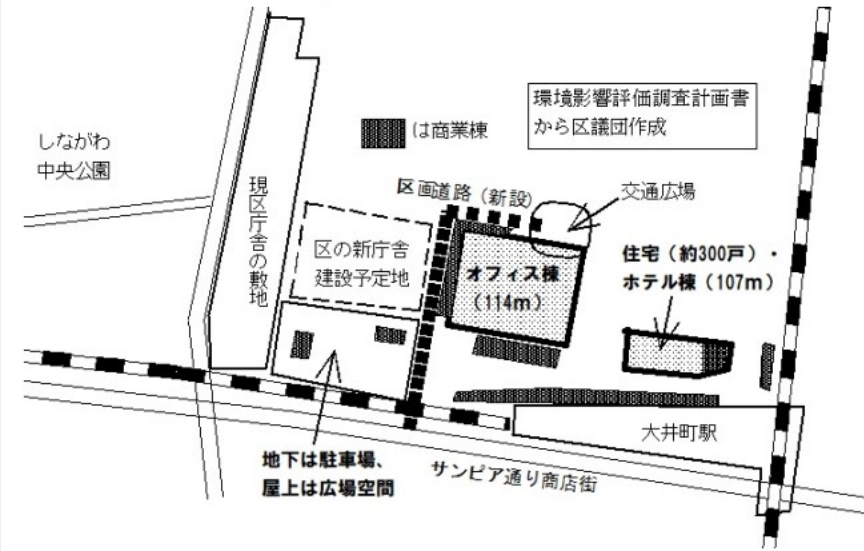 環境影響評価調査計画書
から区議団作成
は商業棟
しながわ
中央公園
区画道路（新設）
交通広場
現区庁舎の敷地
区の新庁舎
建設予定地
オフィス棟
（114m）
住宅（約300戸）・
ホテル棟（107m）
大井町駅
地下は駐車場、
屋上は広場空間
サンピア通り商店街